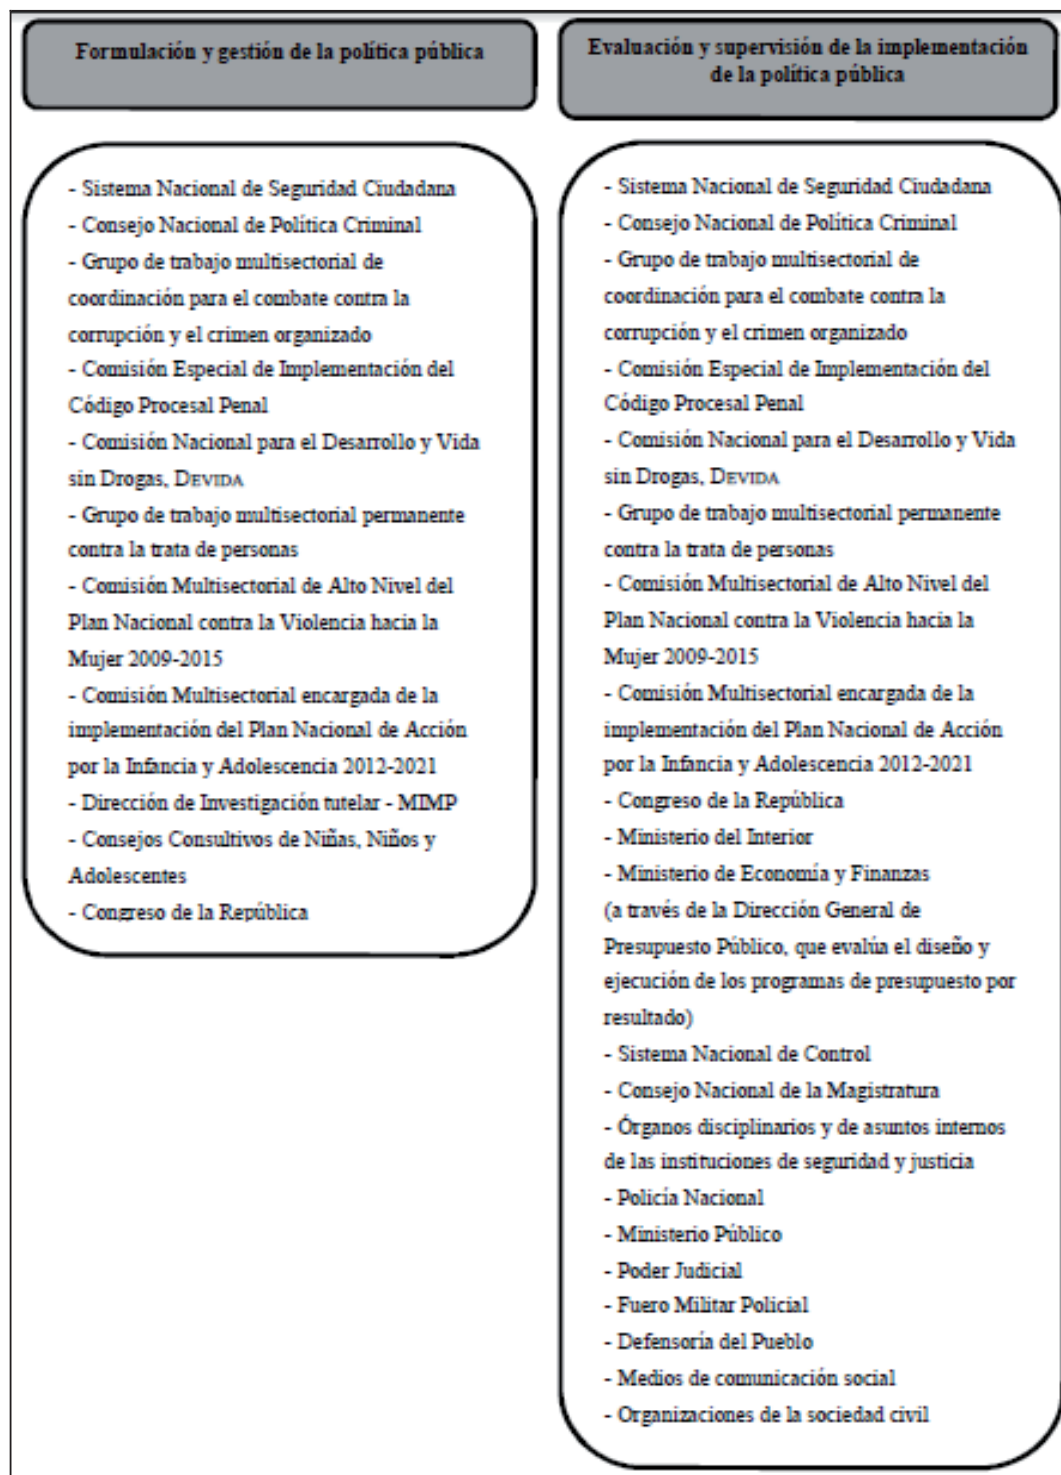 Formulación y gestión de la política pública
- Sistema Nacional de Seguridad Ciudadana
- Consejo Nacional de Política Criminal
- Grupo de trabajo multisectorial de
coordinación para el combate contra la
corrupción y el crimen organizado
- Comisión Especial de Implementación del
Código Procesal Penal
- Comisión Nacional para el Desarrollo y Vida
sin Drogas, DEVIDA
- Grupo de trabajo multisectorial permanente
contra la trata de personas
- Comisión Multisectorial de Alto Nivel del
Plan Nacional contra la Violencia hacia la
Mujer 2009-2015
- Comisión Multisectorial encargada de la
implementación del Plan Nacional de Acción
por la Infancia y Adolescencia 2012-2021
- Dirección de Investigación tutelar - MIMP
- Consejos Consultivos de Niñas, Niños y
Adolescentes
- Congreso de la República
Evaluación y supervisión de la implementación
de la política pública
- Sistema Nacional de Seguridad Ciudadana
- Consejo Nacional de Política Criminal
- Grupo de trabajo multisectorial de
coordinación para el combate contra la
corrupción y el crimen organizado
- Comisión Especial de Implementación del
Código Procesal Penal
- Comisión Nacional para el Desarrollo y Vida
sin Drogas, DEVIDA
- Grupo de trabajo multisectorial permanente
contra la trata de personas
- Comisión Multisectorial de Alto Nivel del
Plan Nacional contra la Violencia hacia la
Mujer 2009-2015
- Comisión Multisectorial encargada de la
implementación del Plan Nacional de Acción
por la Infancia y Adolescencia 2012-2021
- Congreso de la República
- Ministerio del Interior
- Ministerio de Economía y Finanzas
(a través de la Dirección General de
Presupuesto Público, que evalúa el diseño y
ejecución de los programas de presupuesto por
resultado)
- Sistema Nacional de Control
- Consejo Nacional de la Magistratura
- Órganos disciplinarios y de asuntos internos
de las instituciones de seguridad y justicia
- Policía Nacional
- Ministerio Público
- Poder Judicial
- Fuero Militar Policial
- Defensoría del Pueblo
- Medios de comunicación social
- Organizaciones de la sociedad civil